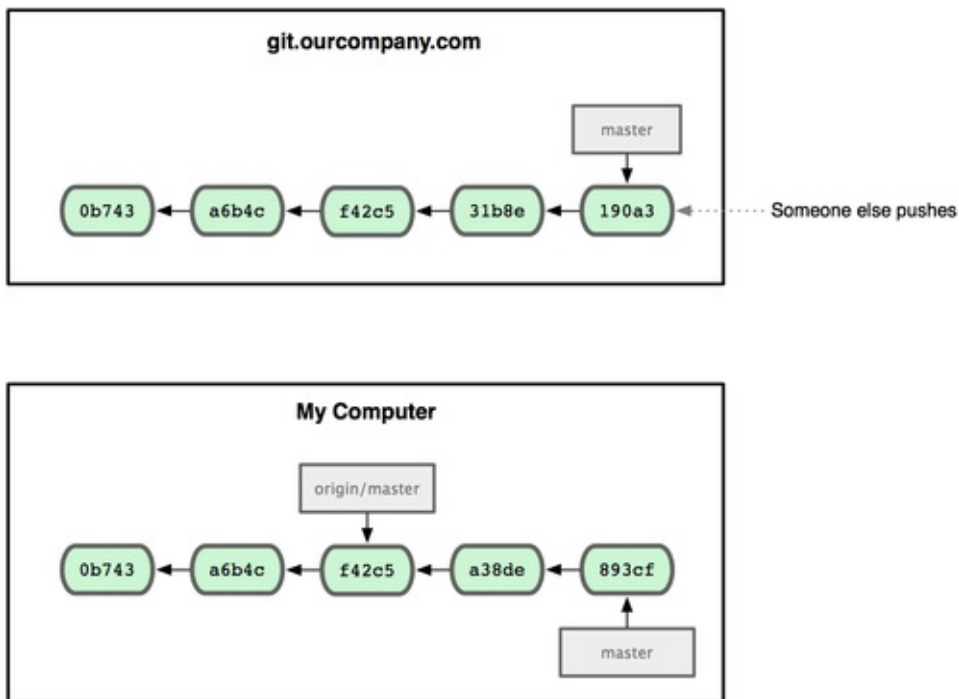 git.ourcompany.com
master
0b743 a6b4c f42c5 31b8e 190a3 Someone else pushes
My Computer
origin/master
0b743 a6b4c f42c5 a38de 893cf
master